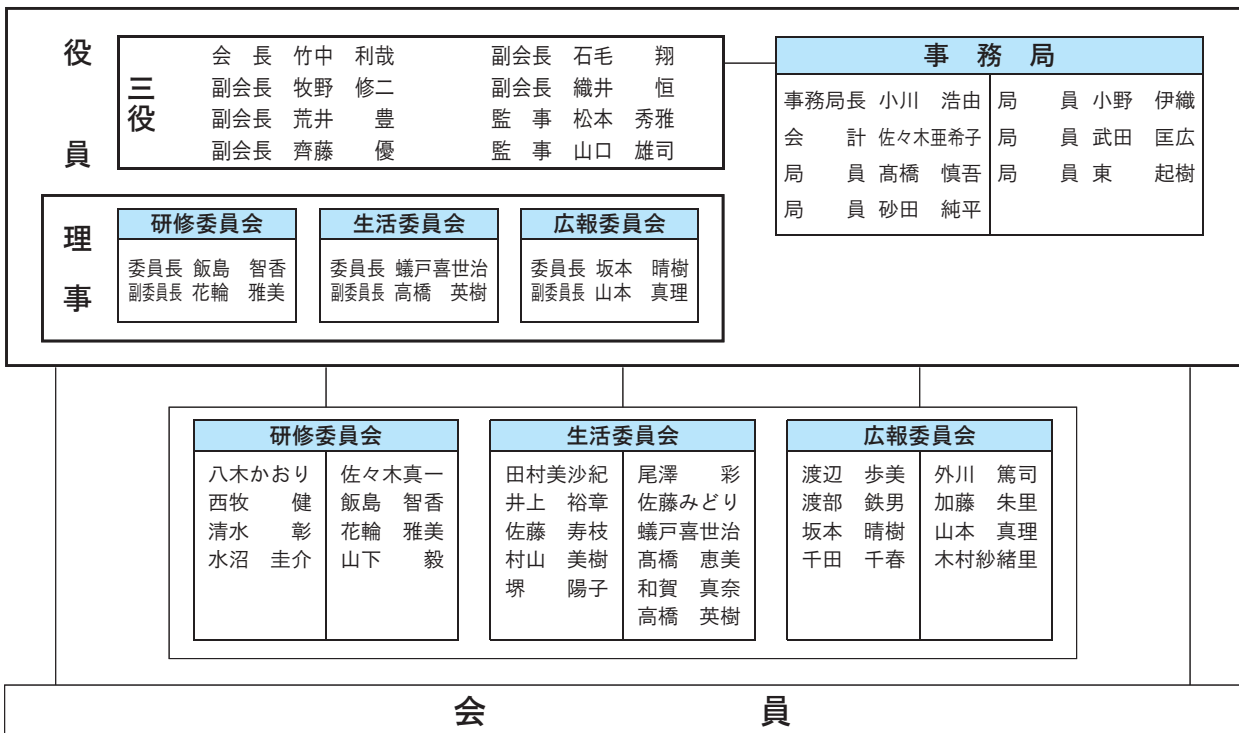 役員
三役
会　長　竹中　利哉　副会長　石毛　　翔
副会長　牧野　修二　副会長　織井　　恒
副会長　荒井　　豊　監　事　松本　秀雅
副会長　齊藤　　優　監　事　山口　雄司
事　務　局
事務局長　小川　浩由　局　　員　小野　伊織
会　　計　佐々木亜希子　局　　員　武田　匡広
局　　員　髙橋　慎吾　局　　員　東　　起樹
局　　員　砂田　純平
理事
研修委員会
委員長　飯島　智香
副委員長　花輪　雅美
生活委員会
委員長　蟻戸喜世治
副委員長　高橋　英樹
広報委員会
委員長　坂本　晴樹
副委員長　山本　真理
研修委員会
八木かおり　佐々木真一
西牧　　健　飯島　智香
清水　　彰　花輪　雅美
水沼　圭介　山下　　毅
生活委員会
田村美沙紀　尾澤　　彩
井上　裕章　佐藤みどり
佐藤　寿枝　蟻戸喜世治
村山　美樹　髙橋　恵美
堺　　陽子　和賀　真奈
高橋　英樹
広報委員会
渡辺　歩美　外川　篤司
渡部　鉄男　加藤　朱里
坂本　晴樹　山本　真理
千田　千春　木村紗緒里
会　員